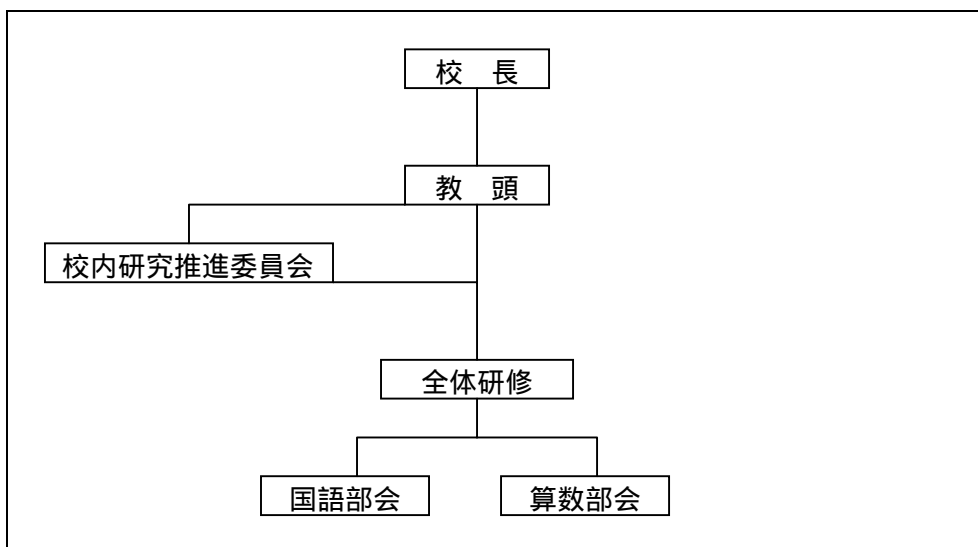 校　長
教　頭
校内研究推進委員会
全体研修
国語部会
算数部会